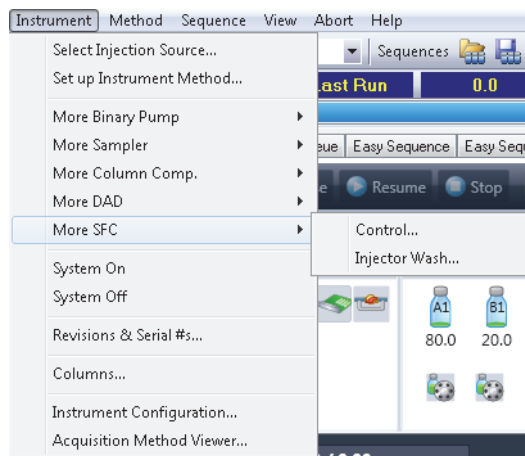 Instrument Method Sequence View Abort Help
Select Injection Source...
Set up Instrument Method...
More Binary Pump
More Sampler
More Column Comp.
More DAD
More SFC
System On
System Off
Revisions & Serial #s...
Columns...
Instrument Configuration...
Acquisition Method Viewer...
Control...
Injector Wash...
Sequences
Last Run 0.0
Easy Sequence Easy Sequ
Resume Stop
A1 B1
80.0 20.0